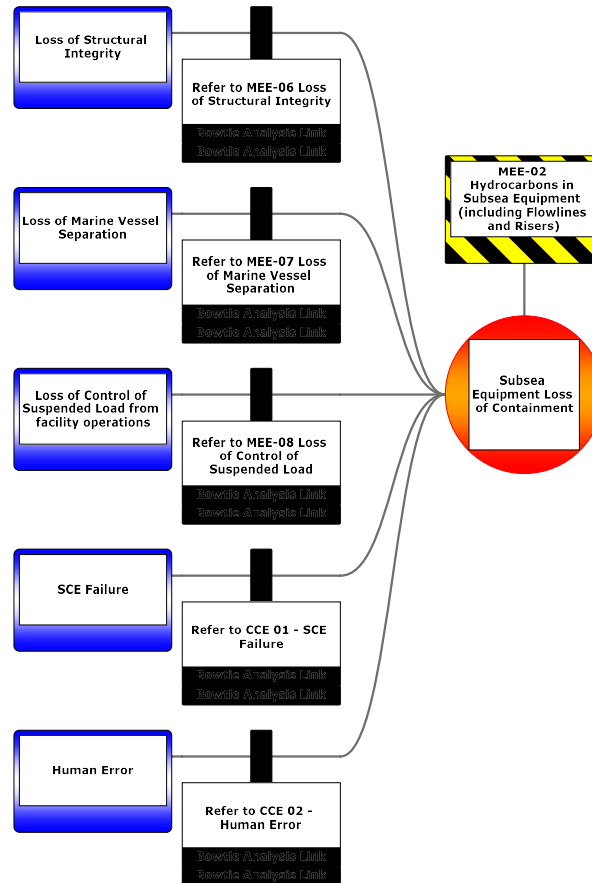 Loss of Structural
Integrity
Refer to MEE-06 Loss
of Structural Integrity
Bowtie Analysis Link
Bowtie Analysis Link
MEE-02
Hydrocarbons in
Subsea Equipment
(including Flowlines
and Risers)
Loss of Marine Vessel
Separation
Refer to MEE-07 Loss
of Marine Vessel
Separation
Bowtie Analysis Link
Bowtie Analysis Link
Subsea
Equipment Loss
of Containment
Loss of Control of
Suspended Load from
facility operations
Refer to MEE-08 Loss
of Control of
Suspended Load
Bowtie Analysis Link
Bowtie Analysis Link
SCE Failure
Refer to CCE 01 - SCE
Failure
Bowtie Analysis Link
Bowtie Analysis Link
Human Error
Refer to CCE 02 -
Human Error
Bowtie Analysis Link
Bowtie Analysis Link